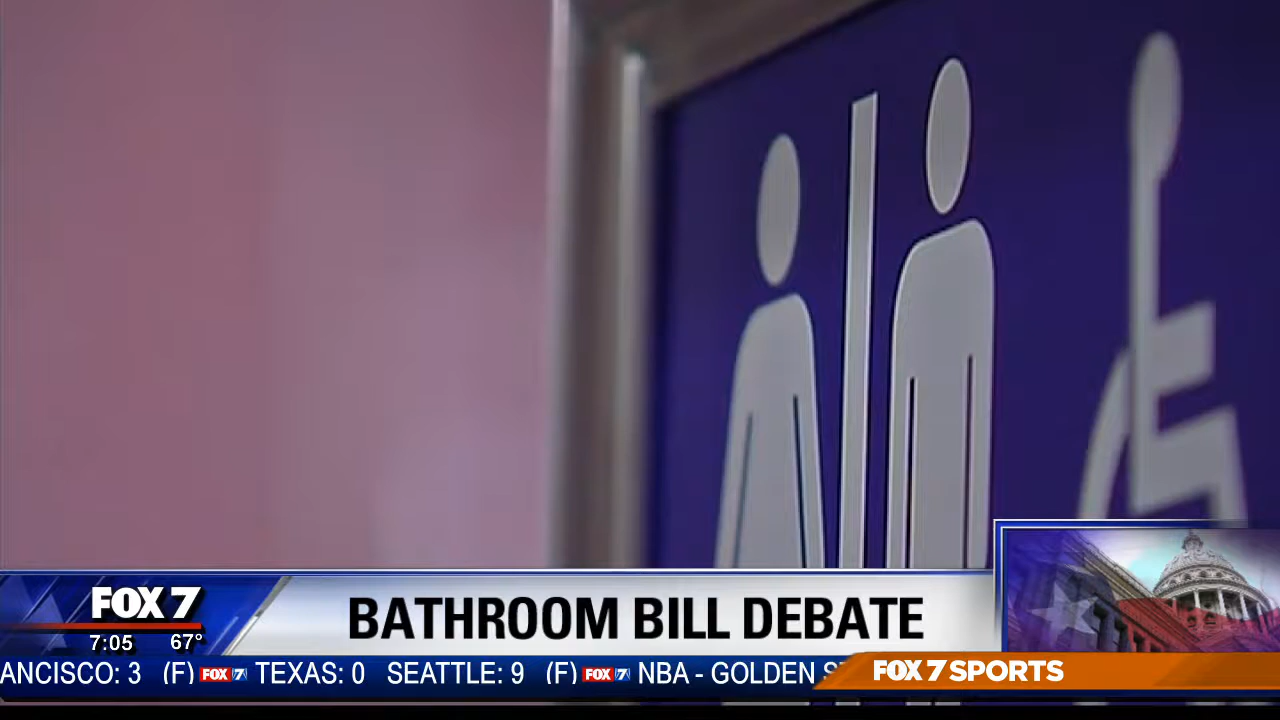 FOX 7
BATHROOM BILL DEBATE
7:05 67°
ANCISCO: 3 (F) FOX 7 TEXAS: 0 SEATTLE: 9 (F) FOX 7 NBA - GOLDEN
FOX 7 SPORTS